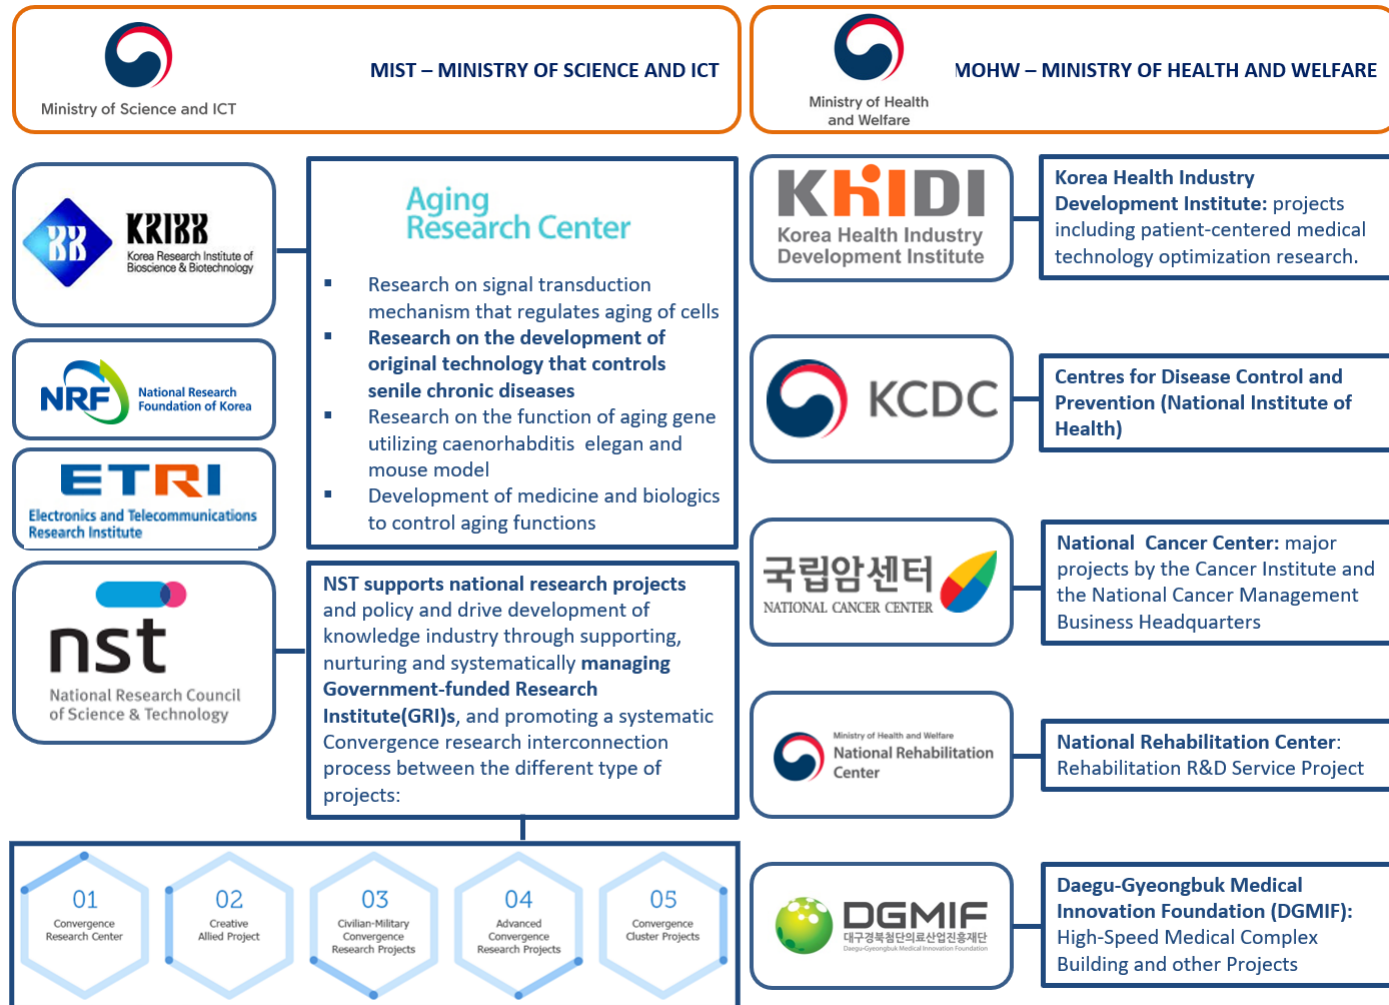 Ministry of Science and ICT
MIST – MINISTRY OF SCIENCE AND ICT
Ministry of Health
and Welfare
MOHW – MINISTRY OF HEALTH AND WELFARE
KRIBB
Korea Research Institute of
Bioscience & Biotechnology
NRF
National Research
Foundation of Korea
ETRI
Electronics and Telecommunications
Research Institute
Aging
Research Center
▪ Research on signal transduction
mechanism that regulates aging of cells
▪ Research on the development of
original technology that controls
senile chronic diseases
▪ Research on the function of aging gene
utilizing caenorhabditis elegan and
mouse model
▪ Development of medicine and biologics
to control aging functions
nst
National Research Council
of Science & Technology
NST supports national research projects
and policy and drive development of
knowledge industry through supporting,
nurturing and systematically managing
Government-funded Research
Institute(GRI)s, and promoting a systematic
Convergence research interconnection
process between the different type of
projects:
01
Convergence
Research Center
02
Creative
Allied Project
03
Civilian-Military
Convergence
Research Projects
04
Advanced
Convergence
Research Projects
05
Convergence
Cluster Projects
KHIDI
Korea Health Industry
Development Institute
Korea Health Industry
Development Institute: projects
including patient-centered medical
technology optimization research.
KCDC
Centres for Disease Control and
Prevention (National Institute of
Health)
국립암센터
NATIONAL CANCER CENTER
National Cancer Center: major
projects by the Cancer Institute and
the National Cancer Management
Business Headquarters
Ministry of Health and Welfare
National Rehabilitation
Center
National Rehabilitation Center:
Rehabilitation R&D Service Project
DGMIF
대구경북첨단의료산업진흥재단
Daegu-Gyeongbuk Medical Innovation Foundation
Daegu-Gyeongbuk Medical
Innovation Foundation (DGMIF):
High-Speed Medical Complex
Building and other Projects